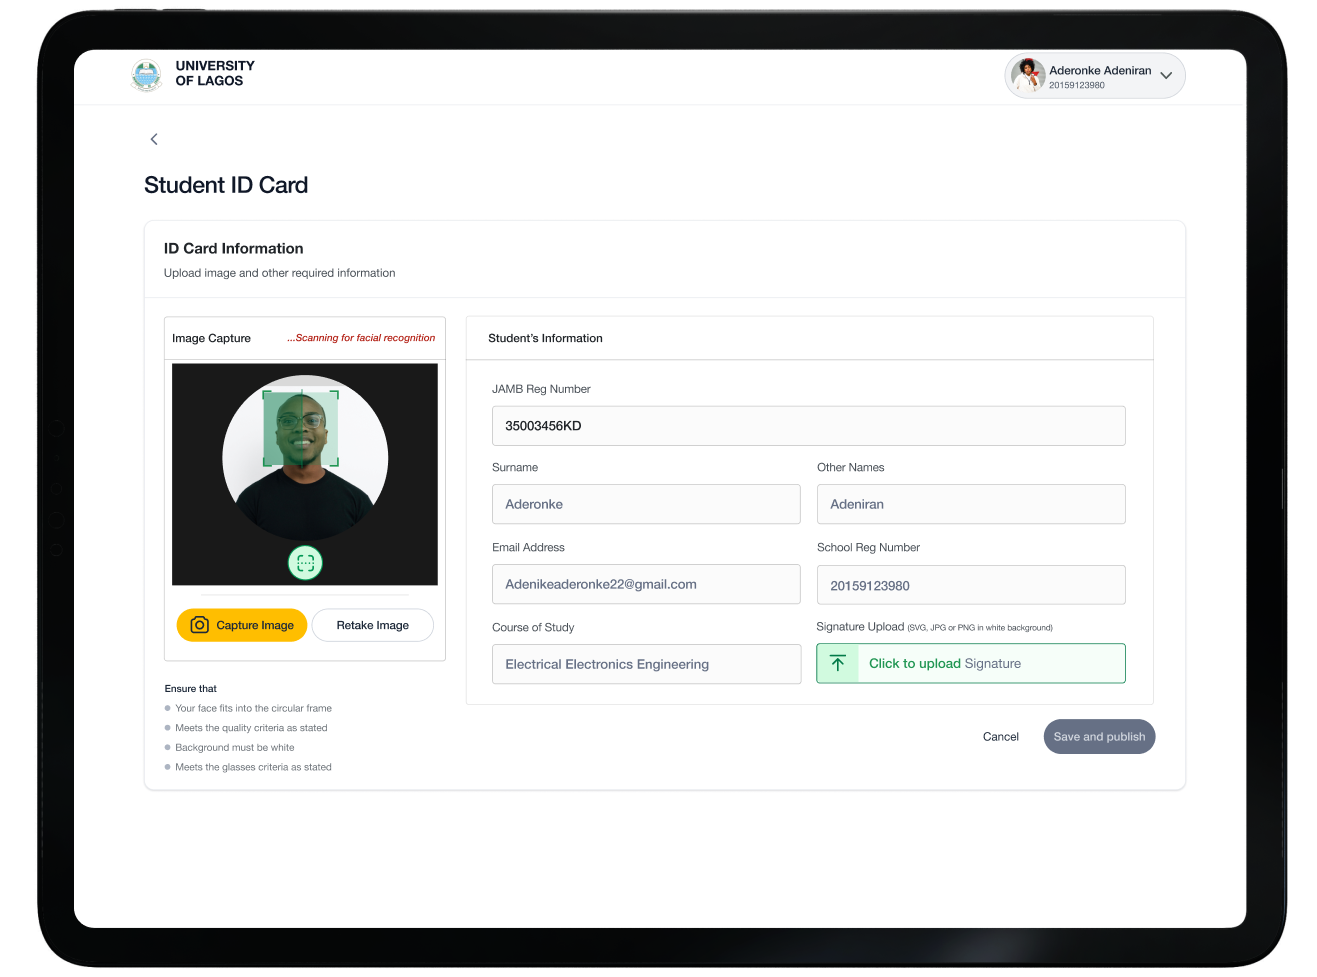 UNIVERSITY
OF LAGOS
Aderonke Adeniran
20159123980
Student ID Card
ID Card Information
Upload image and other required information
Image Capture
...Scanning for facial recognition
Capture Image
Retake Image
Ensure that
Your face fits into the circular frame
Meets the quality criteria as stated
Background must be white
Meets the glasses criteria as stated
Student's Information
JAMB Reg Number
35003456KD
Surname
Other Names
Aderonke
Adeniran
Email Address
School Reg Number
Adenikeaderonke22@gmail.com
20159123980
Course of Study
Signature Upload (SVG, JPG or PNG in white background)
Electrical Electronics Engineering
Click to upload Signature
Cancel
Save and publish